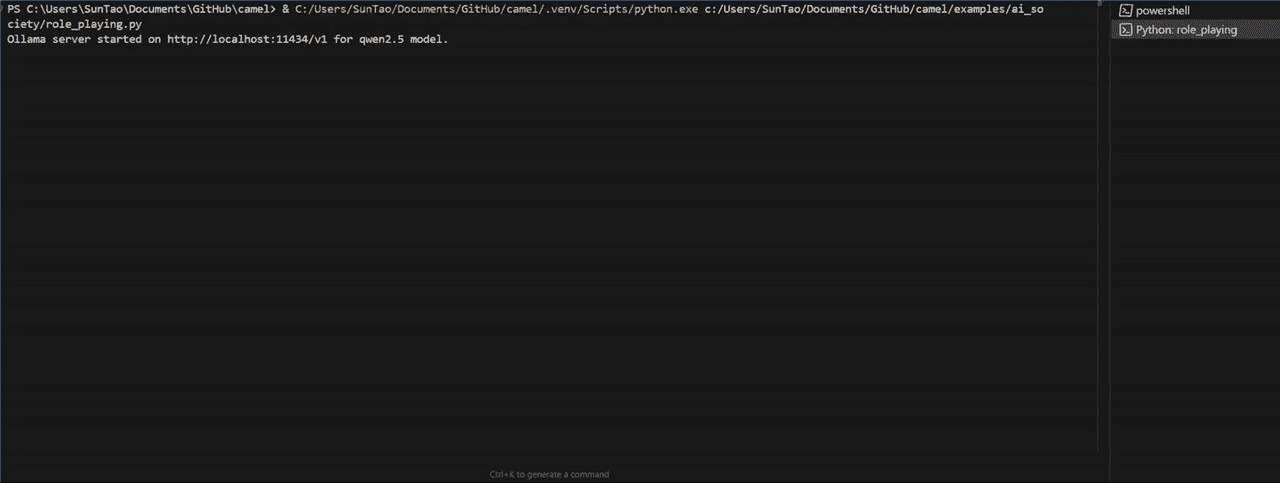 PS C:\Users\SunTao\Documents\GitHub\camel> & C:/Users/SunTao/Documents/GitHub/camel/.venv/Scripts/python.exe c:/Users/SunTao/Documents/GitHub/camel/examples/ai_so
ciety/role_playing.py
Ollama server started on http://localhost:11434/v1 for qwen2.5 model.
Ctrl+K to generate a command
powershell
Python: role_playing